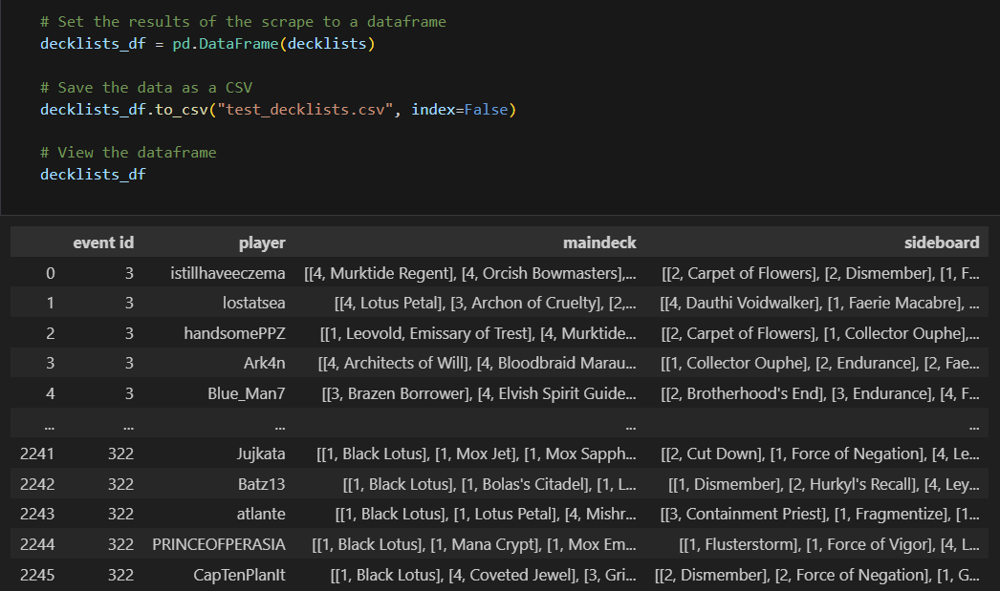 # Set the results of the scrape to a dataframe
decklists_df = pd.DataFrame(decklists)
# Save the data as a CSV
decklists_df.to_csv("test_decklists.csv", index=False)
# View the dataframe
decklists_df
event id player maindeck sideboard
0 3 istillhaveeczema [[4, Murktide Regent], [4, Orcish Bowmasters],... [[2, Carpet of Flowers], [2, Dismember], [1, F...
1 3 lostatsea [[4, Lotus Petal], [3, Archon of Cruelty], [2,... [[4, Dauthi Voidwalker], [1, Faerie Macabre], ...
2 3 handsomePPZ [[1, Leovold, Emissary of Trest], [4, Murktide... [[2, Carpet of Flowers], [1, Collector Ouphe],...
3 3 Ark4n [[4, Architects of Will], [4, Bloodbraid Marau... [[1, Collector Ouphe], [2, Endurance], [2, Fae...
4 3 Blue_Man7 [[3, Brazen Borrower], [4, Elvish Spirit Guide... [[2, Brotherhood's End], [3, Endurance], [4, F...
... ... ... ... ...
2241 322 Jujkata [[1, Black Lotus], [1, Mox Jet], [1, Mox Sapph... [[2, Cut Down], [1, Force of Negation], [4, Le...
2242 322 Batz13 [[1, Black Lotus], [1, Bolas's Citadel], [1, L... [[1, Dismember], [2, Hurkyl's Recall], [4, Ley...
2243 322 atlante [[1, Black Lotus], [1, Lotus Petal], [4, Mishr... [[3, Containment Priest], [1, Fragmentize], [1...
2244 322 PRINCEOFPERASIA [[1, Black Lotus], [1, Mana Crypt], [1, Mox Em... [[1, Flusterstorm], [1, Force of Vigor], [4, L...
2245 322 CapTenPlanIt [[1, Black Lotus], [4, Coveted Jewel], [3, Gri... [[2, Dismember], [2, Force of Negation], [1, G...